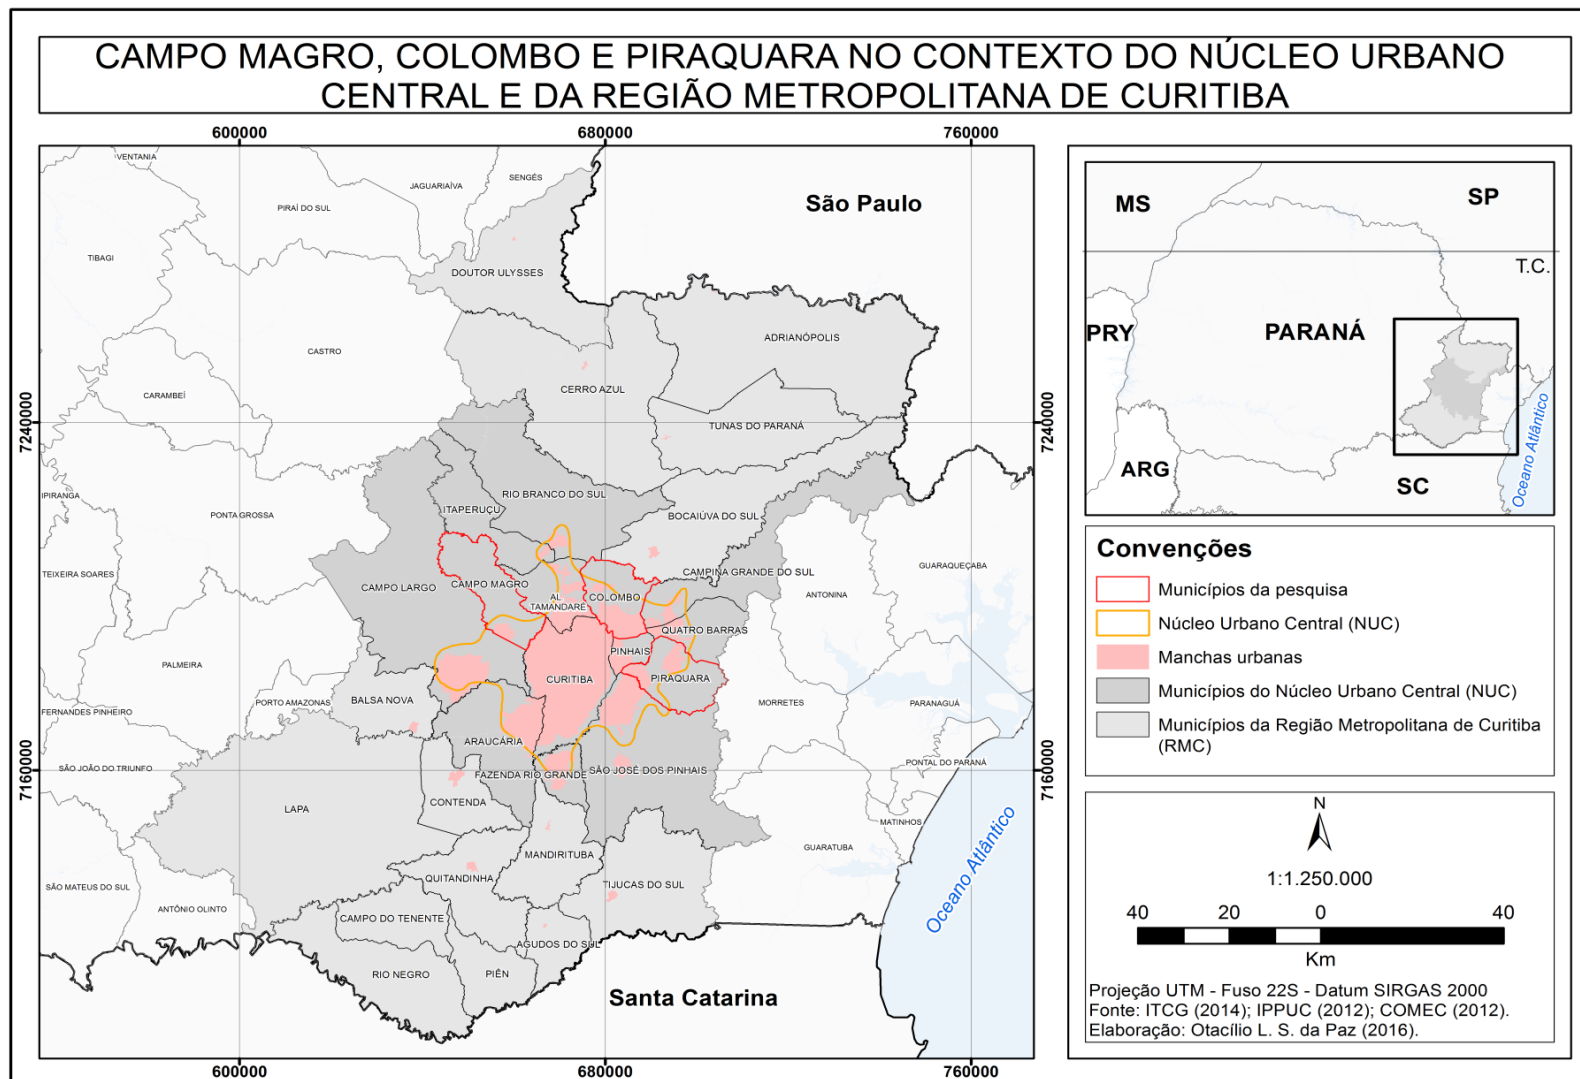 CAMPO MAGRO, COLOMBO E PIRAQUARA NO CONTEXTO DO NÚCLEO URBANO
CENTRAL E DA REGIÃO METROPOLITANA DE CURITIBA
600000
680000
760000
VENTANIA
JAGUARIAÍVA
SENGÉS
PIRAÍ DO SUL
São Paulo
TIBAGI
DOUTOR ULYSSES
ADRIANÓPOLIS
CASTRO
CERRO AZUL
CARAMBEÍ
7240000
TUNAS DO PARANÁ
7240000
IPIRANGA
RIO BRANCO DO SUL
ITAPERUÇU
PONTA GROSSA
BOCAIÚVA DO SUL
TEIXEIRA SOARES
CAMPO LARGO
CAMPO MAGRO
CAMPINA GRANDE DO SUL
GUARAQUEÇABA
ANTONINA
AL
TAMANDARÉ
COLOMBO
QUATRO BARRAS
PINHAIS
PALMEIRA
CURITIBA
PIRAQUARA
BALSA NOVA
PORTO AMAZONAS
MORRETES
PARANAGUÁ
FERNANDES PINHEIRO
ARAUCÁRIA
SÃO JOÃO DO TRIUNFO
7160000
FAZENDA RIO GRANDE
SÃO JOSÉ DOS PINHAIS
PONTAL DO PARANÁ
7160000
LAPA
CONTENDA
MATINHOS
GUARATUBA
MANDIRITUBA
QUITANDINHA
TIJUCAS DO SUL
SÃO MATEUS DO SUL
ANTÔNIO OLINTO
CAMPO DO TENENTE
AGUDOS DO SUL
RIO NEGRO
PIÊN
Santa Catarina
Oceano Atlântico
600000
680000
760000
MS
SP
T.C.
PRY
PARANÁ
ARG
SC
Oceano Atlântico
Convenções
Municípios da pesquisa
Núcleo Urbano Central (NUC)
Manchas urbanas
Municípios do Núcleo Urbano Central (NUC)
Municípios da Região Metropolitana de Curitiba
(RMC)
N
1:1.250.000
40
20
0
40
Km
Projeção UTM - Fuso 22S - Datum SIRGAS 2000
Fonte: ITCG (2014); IPPUC (2012); COMEC (2012).
Elaboração: Otacílio L. S. da Paz (2016).